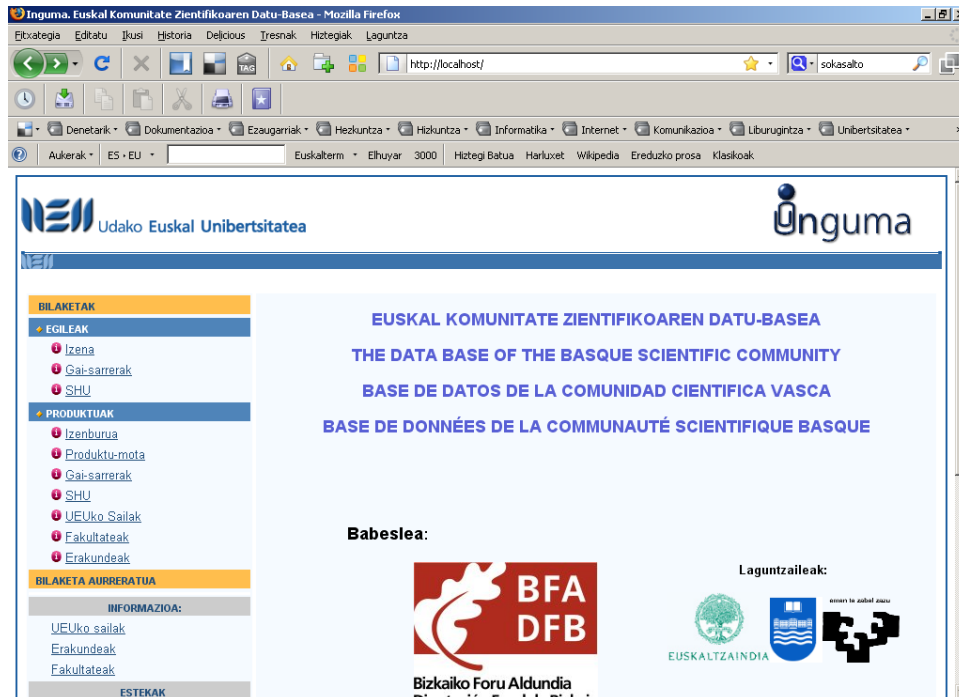 Inguma. Euskal Komunitate Zientifikoaren Datu-Basea - Mozilla Firefox
Fitxategia Editatu Ikusi Historia Delicious Tresnak Hiztegiak Laguntza
TAG http://localhost/ sokasalto
Denetarik Dokumentazioa Ezaugarriak Hezkuntza Hizkuntza Informatika Internet Komunikazioa Liburugintza Unibertsitatea
Aukerak ES › EU Euskalterm Elhuyar 3000 Hiztegi Batua Harluxet Wikipedia Ereduzko prosa Klasikoak
UEU Udako Euskal Unibertsitatea
Inguma
UEU
BILAKETAK
EGILEAK
Izena
Gai-sarrerak
SHU
PRODUKTUAK
Izenburua
Produktu-mota
Gai-sarrerak
SHU
UEUko Sailak
Fakultateak
Erakundeak
BILAKETA AURRERATUA
INFORMAZIOA:
UEUko sailak
Erakundeak
Fakultateak
ESTEKAK
EUSKAL KOMUNITATE ZIENTIFIKOAREN DATU-BASEA
THE DATA BASE OF THE BASQUE SCIENTIFIC COMMUNITY
BASE DE DATOS DE LA COMUNIDAD CIENTIFICA VASCA
BASE DE DONNÉES DE LA COMMUNAUTÉ SCIENTIFIQUE BASQUE
Babeslea:
BFA
DFB
Bizkaiko Foru Aldundia
Laguntzaileak:
EUSKALTZAINDIA
eman ta zabal zazu